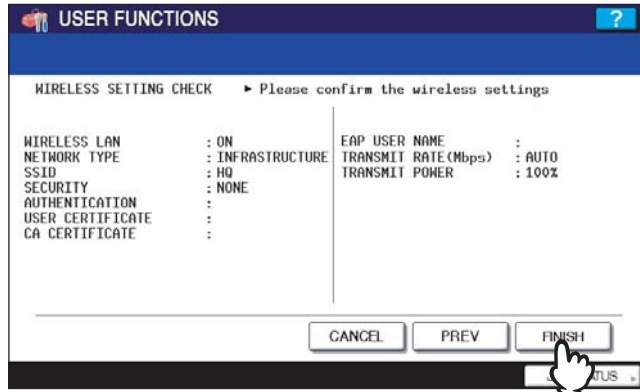 USER FUNCTIONS
?
WIRELESS SETTING CHECK ► Please confirm the wireless settings
WIRELESS LAN : ON
NETWORK TYPE : INFRASTRUCTURE
SSID : HQ
SECURITY : NONE
AUTHENTICATION :
USER CERTIFICATE :
CA CERTIFICATE :
EAP USER NAME :
TRANSMIT RATE(Mbps) : AUTO
TRANSMIT POWER : 100%
CANCEL PREV FINISH